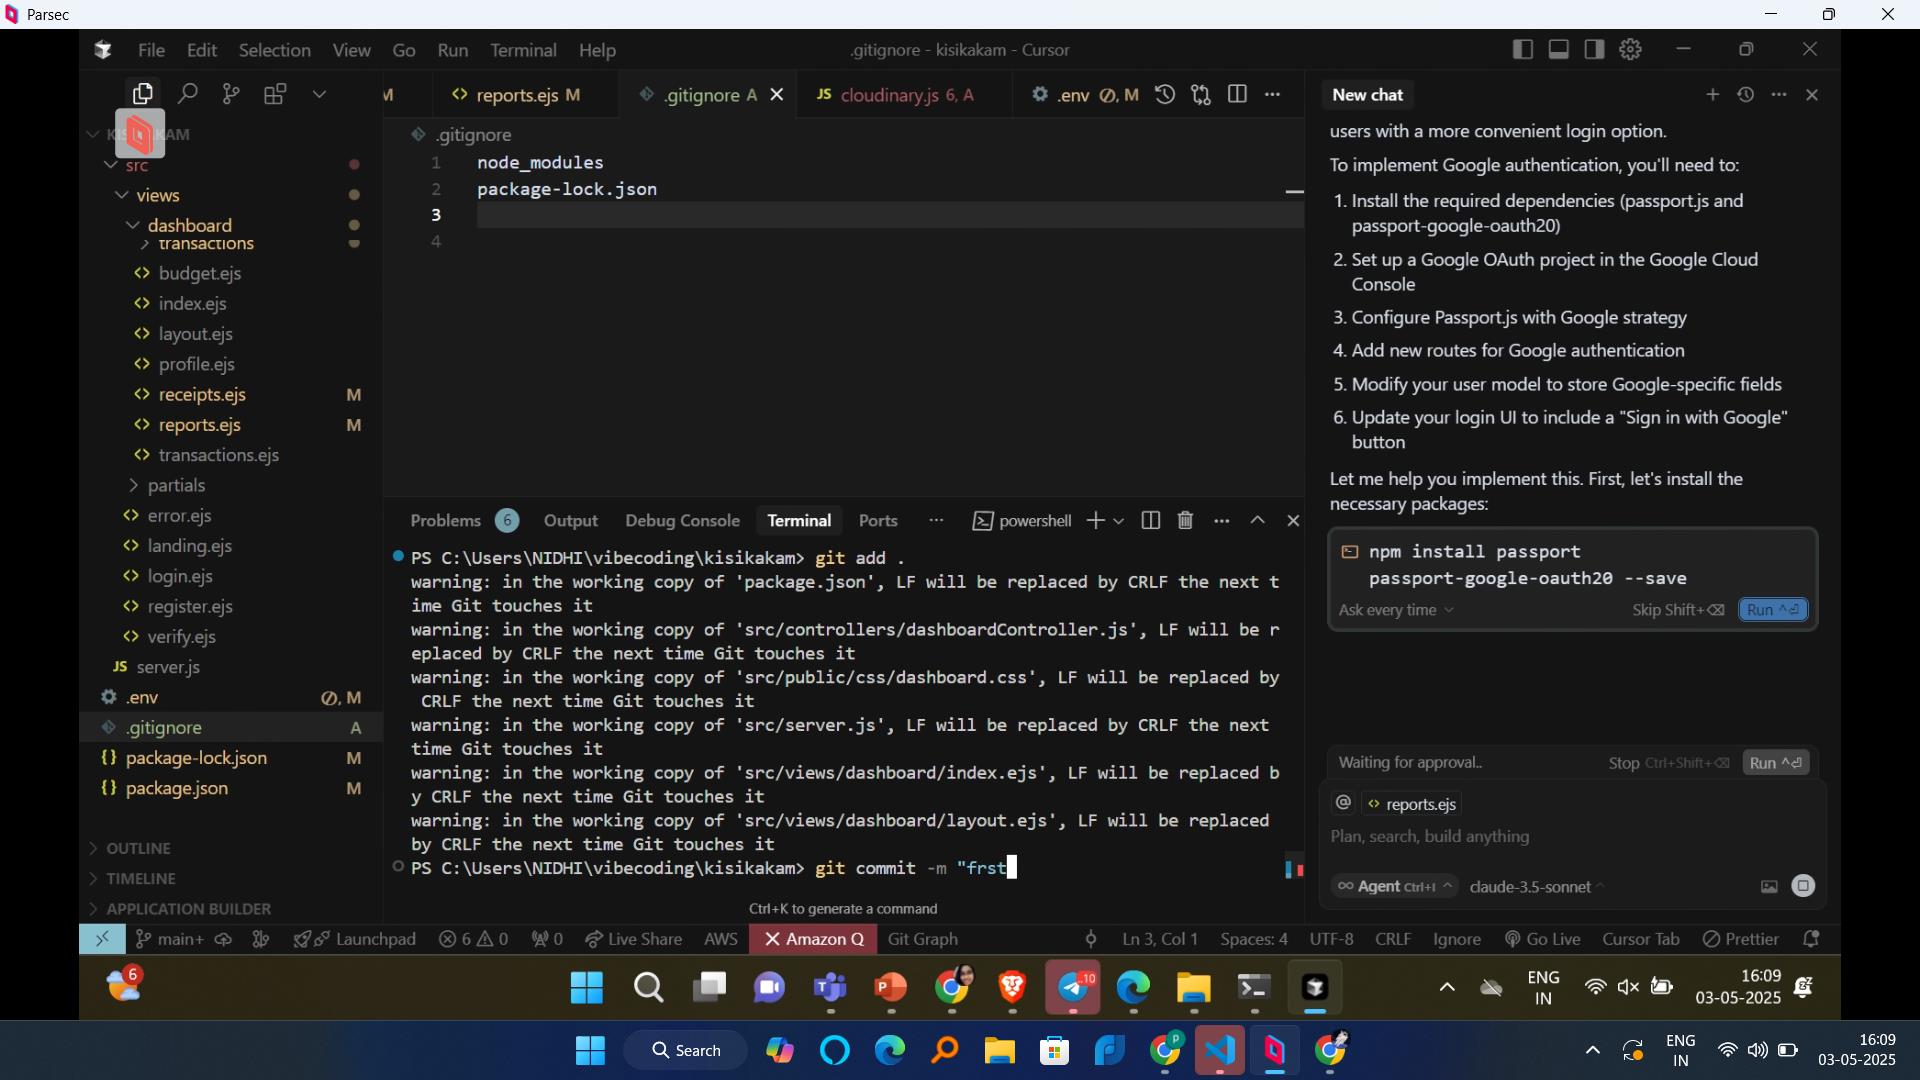 Parsec
File Edit Selection View Go Run Terminal Help
.gitignore - kisikakam - Cursor
M
reports.ejs M
.gitignore A
JS cloudinary.js 6, A
.env M
New chat
src
views
dashboard
transactions
budget.ejs
index.ejs
layout.ejs
profile.ejs
receipts.ejs M
reports.ejs M
transactions.ejs
partials
error.ejs
landing.ejs
login.ejs
register.ejs
verify.ejs
JS server.js
.env M
.gitignore A
{} package-lock.json M
{} package.json M
OUTLINE
TIMELINE
APPLICATION BUILDER
.gitignore
1 node_modules
2 package-lock.json
3
4
Problems 6 Output Debug Console Terminal Ports powershell
PS C:\Users\NIDHI\vibecoding\kisikakam> git add .
warning: in the working copy of 'package.json', LF will be replaced by CRLF the next t
ime Git touches it
warning: in the working copy of 'src/controllers/dashboardController.js', LF will be r
eplaced by CRLF the next time Git touches it
warning: in the working copy of 'src/public/css/dashboard.css', LF will be replaced by
CRLF the next time Git touches it
warning: in the working copy of 'src/server.js', LF will be replaced by CRLF the next
time Git touches it
warning: in the working copy of 'src/views/dashboard/index.ejs', LF will be replaced b
y CRLF the next time Git touches it
warning: in the working copy of 'src/views/dashboard/layout.ejs', LF will be replaced
by CRLF the next time Git touches it
PS C:\Users\NIDHI\vibecoding\kisikakam> git commit -m "frst
Ctrl+K to generate a command
users with a more convenient login option.
To implement Google authentication, you'll need to:
1. Install the required dependencies (passport.js and
passport-google-oauth20)
2. Set up a Google OAuth project in the Google Cloud
Console
3. Configure Passport.js with Google strategy
4. Add new routes for Google authentication
5. Modify your user model to store Google-specific fields
6. Update your login UI to include a "Sign in with Google"
button
Let me help you implement this. First, let's install the
necessary packages:
npm install passport
passport-google-oauth20 --save
Ask every time Skip Shift+⌫ Run ^⏎
Waiting for approval.. Stop Ctrl+Shift+⌫ Run ^⏎
@ reports.ejs
Plan, search, build anything
∞ Agent Ctrl+I claude-3.5-sonnet
main+ Launchpad 6 0 0 Live Share AWS Amazon Q Git Graph Ln 3, Col 1 Spaces: 4 UTF-8 CRLF Ignore Go Live Cursor Tab Prettier
6
10
ENG
IN
16:09
03-05-2025
Search
P
ENG
IN
16:09
03-05-2025